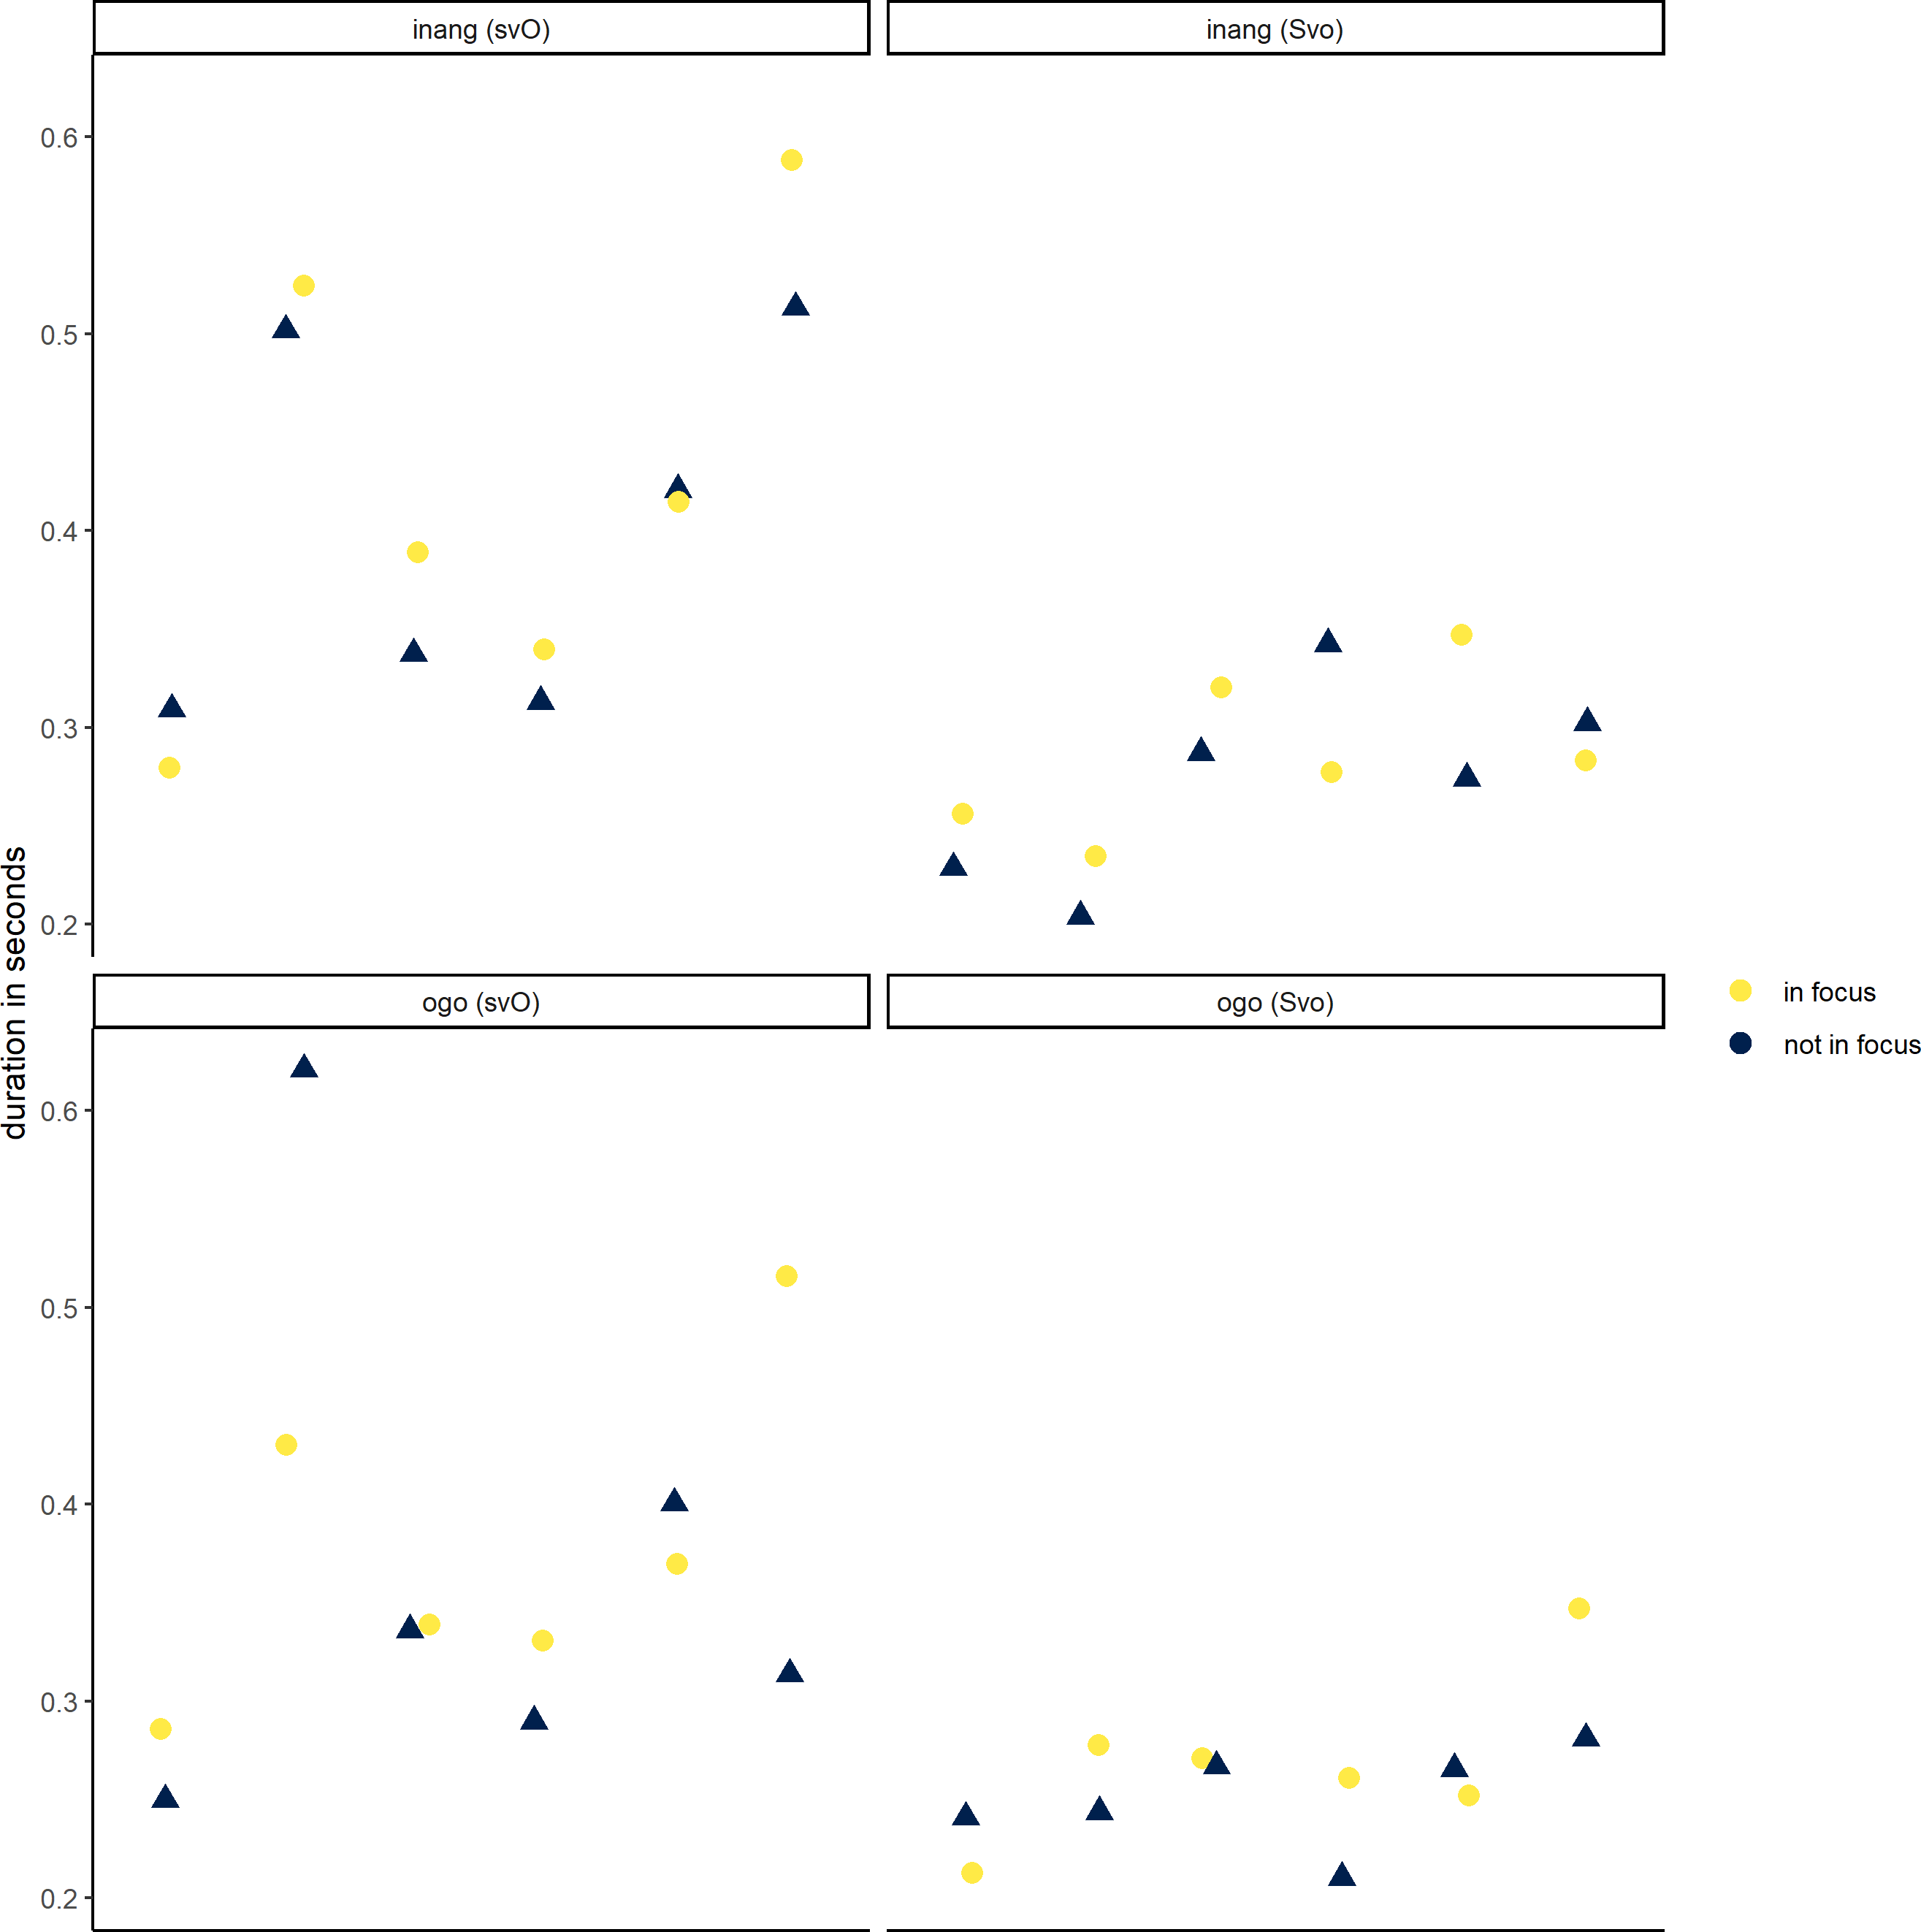 inang (svO)
inang (Svo)
0.6
0.5
0.4
0.3
0.2
ogo (svO)
ogo (Svo)
0.6
0.5
0.4
0.3
0.2
duration in seconds
in focus
not in focus